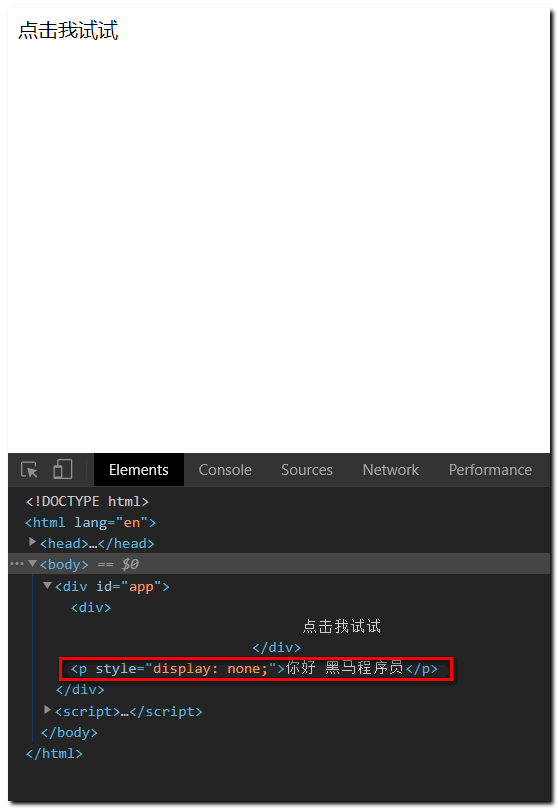 点击我试试
Elements Console Sources Network Performance
<!DOCTYPE html>
<html lang="en">
<head>…</head>
<body> == $0
<div id="app">
<div>
点击我试试
</div>
<p style="display: none;">你好 黑马程序员</p>
</div>
<script>…</script>
</body>
</html>